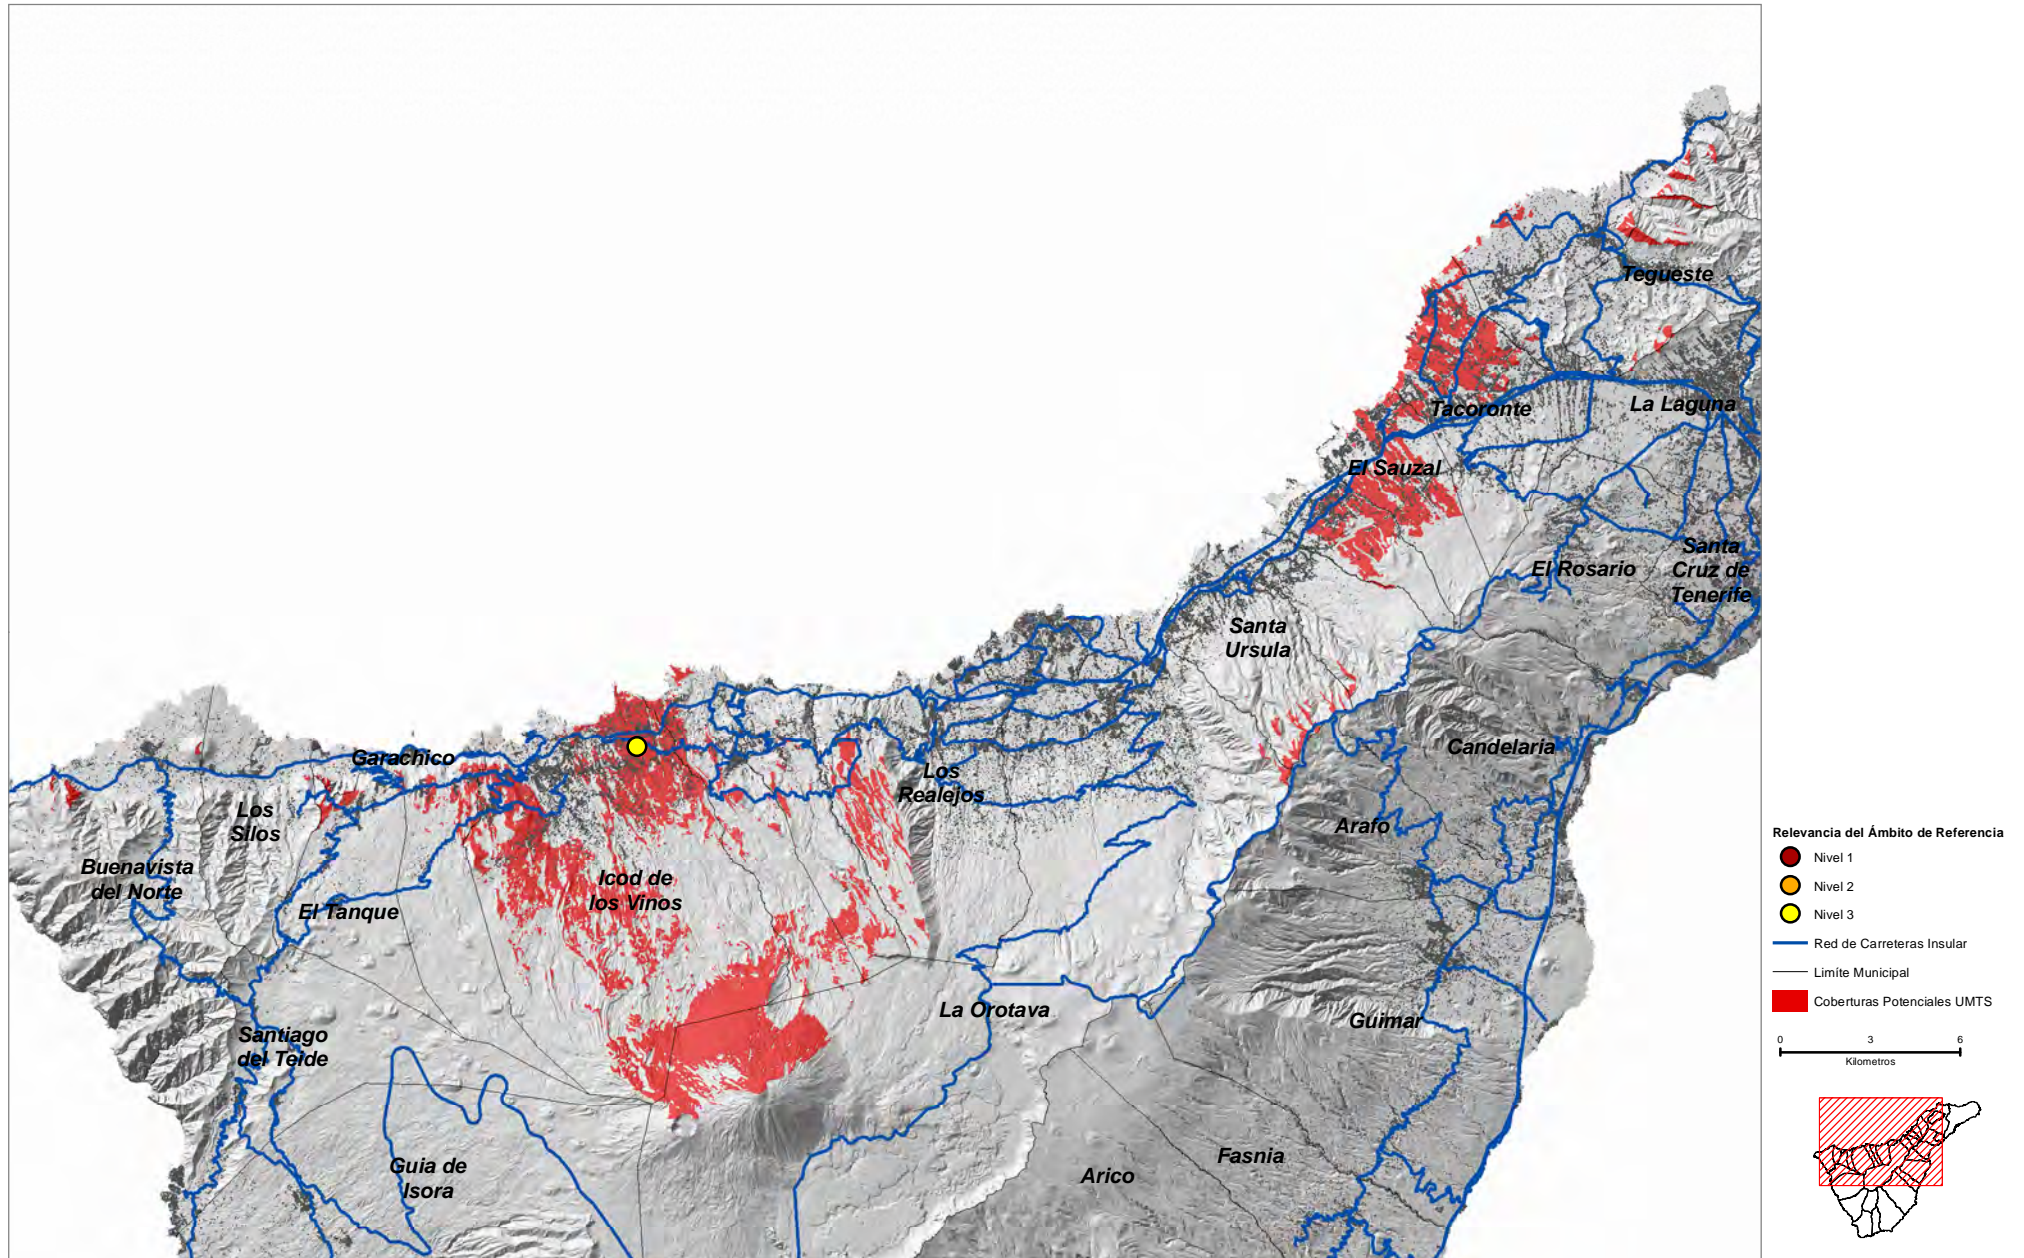 Tegueste
Tacoronte
La Laguna
El Sauzal
Santa
Cruz de
Tenerife
El Rosario
Santa
Ursula
Garachico
Candelaria
Los
Realejos
Los
Silos
Arafo
Buenavista
del Norte
Icod de
los Vinos
El Tanque
La Orotava
Guimar
Santiago
del Teide
Guia de
Isora
Fasnia
Arico
Relevancia del Ámbito de Referencia
Nivel 1
Nivel 2
Nivel 3
Red de Carreteras Insular
Limíte Municipal
Coberturas Potenciales UMTS
0 3 6
Kilometros